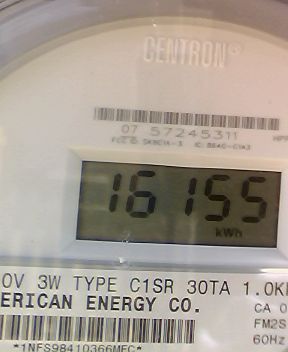 CENTRON®
07 57245311
16155
kWh
0V 3W TYPE C1SR 30TA 1.0K
ERICAN ENERGY CO.
CA 0
FM2S
60Hz
*1NFS98410366MFC*